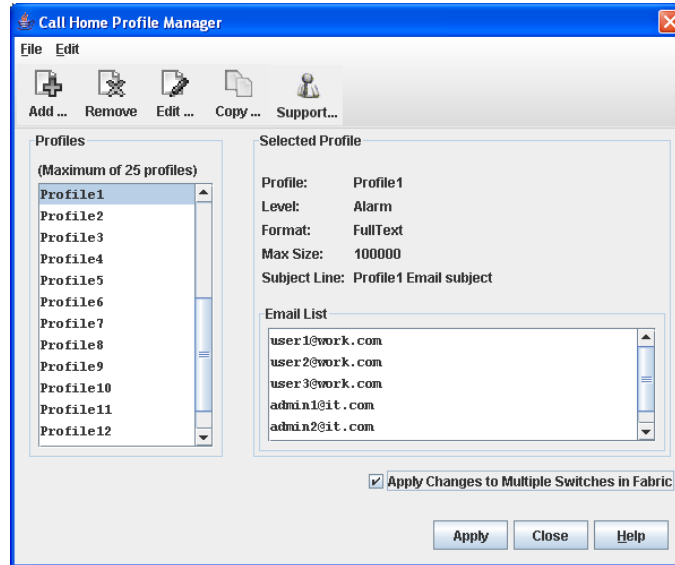 Call Home Profile Manager
File Edit
Add ... Remove Edit ... Copy ... Support...
Profiles
(Maximum of 25 profiles)
Profile1
Profile2
Profile3
Profile4
Profile5
Profile6
Profile7
Profile8
Profile9
Profile10
Profile11
Profile12
Selected Profile
Profile: Profile1
Level: Alarm
Format: FullText
Max Size: 100000
Subject Line: Profile1 Email subject
Email List
user1@work.com
user2@work.com
user3@work.com
admin1@it.com
admin2@it.com
Apply Changes to Multiple Switches in Fabric
Apply Close Help